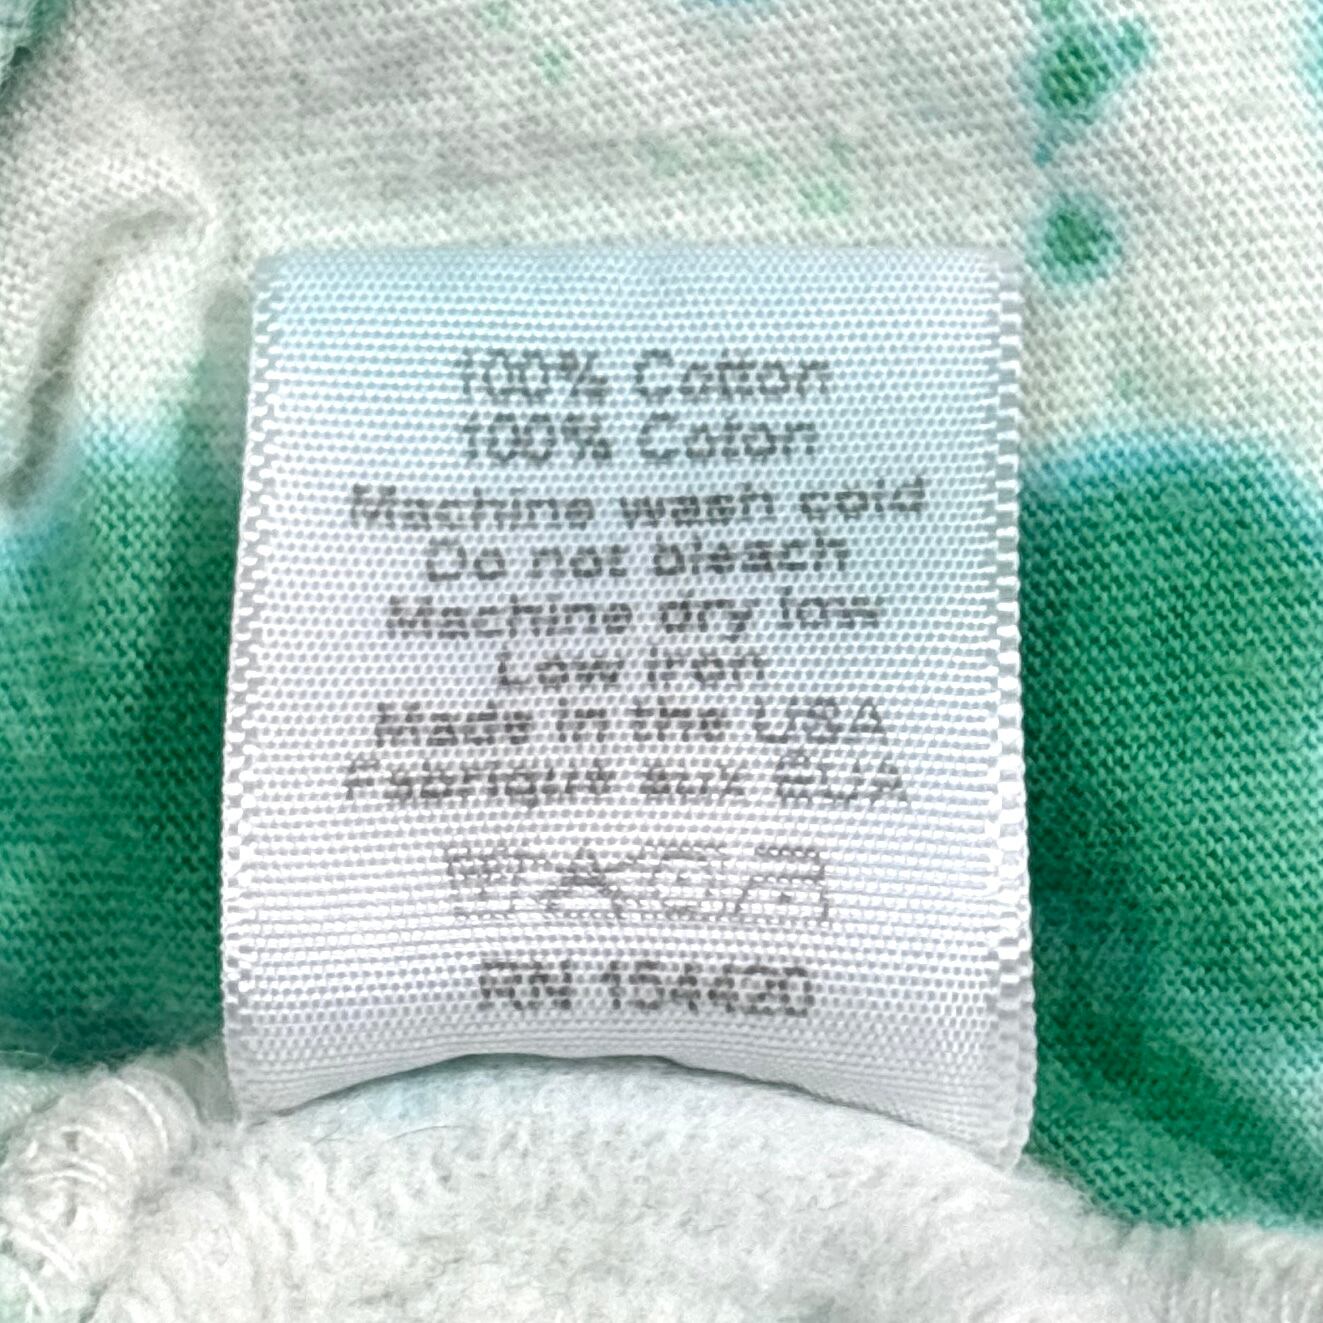 100% Cotton
100% Coton
Machine wash cold
Do not bleach
Machine dry low
Low iron
Made in the USA
Fabriqué aux ÉUA
RN 154420